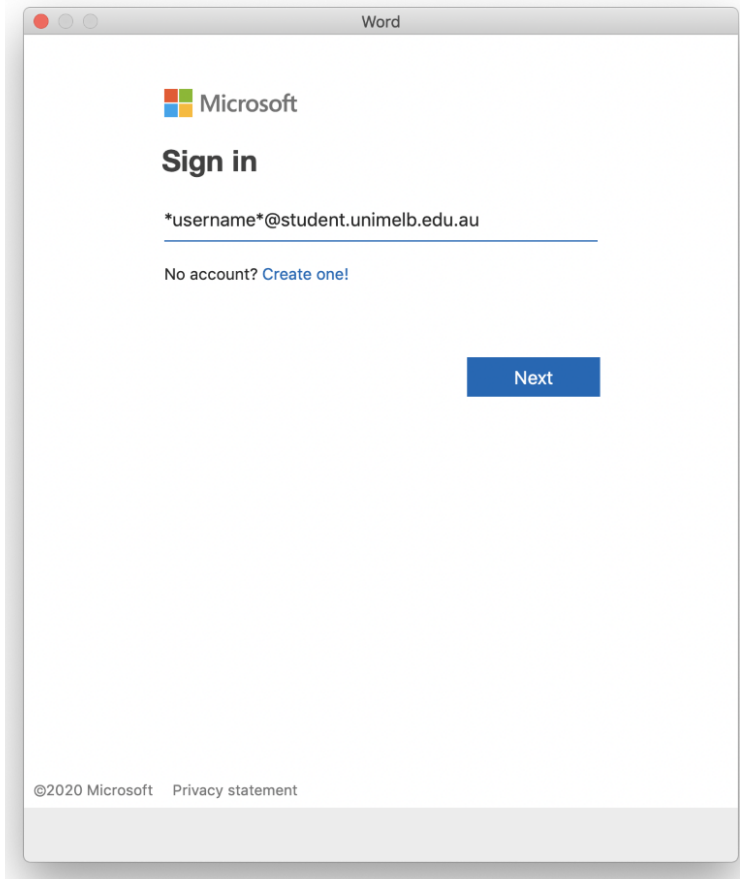 Word
Microsoft
Sign in
*username*@student.unimelb.edu.au
No account? Create one!
Next
©2020 Microsoft Privacy statement